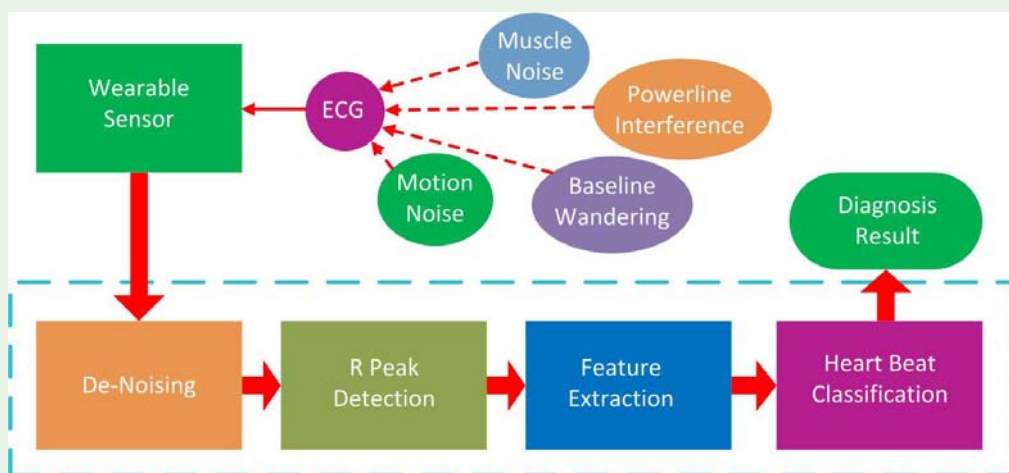 Muscle
Noise
Wearable
Sensor
ECG
Powerline
Interference
Motion
Noise
Baseline
Wandering
Diagnosis
Result
De-Noising
R Peak
Detection
Feature
Extraction
Heart Beat
Classification